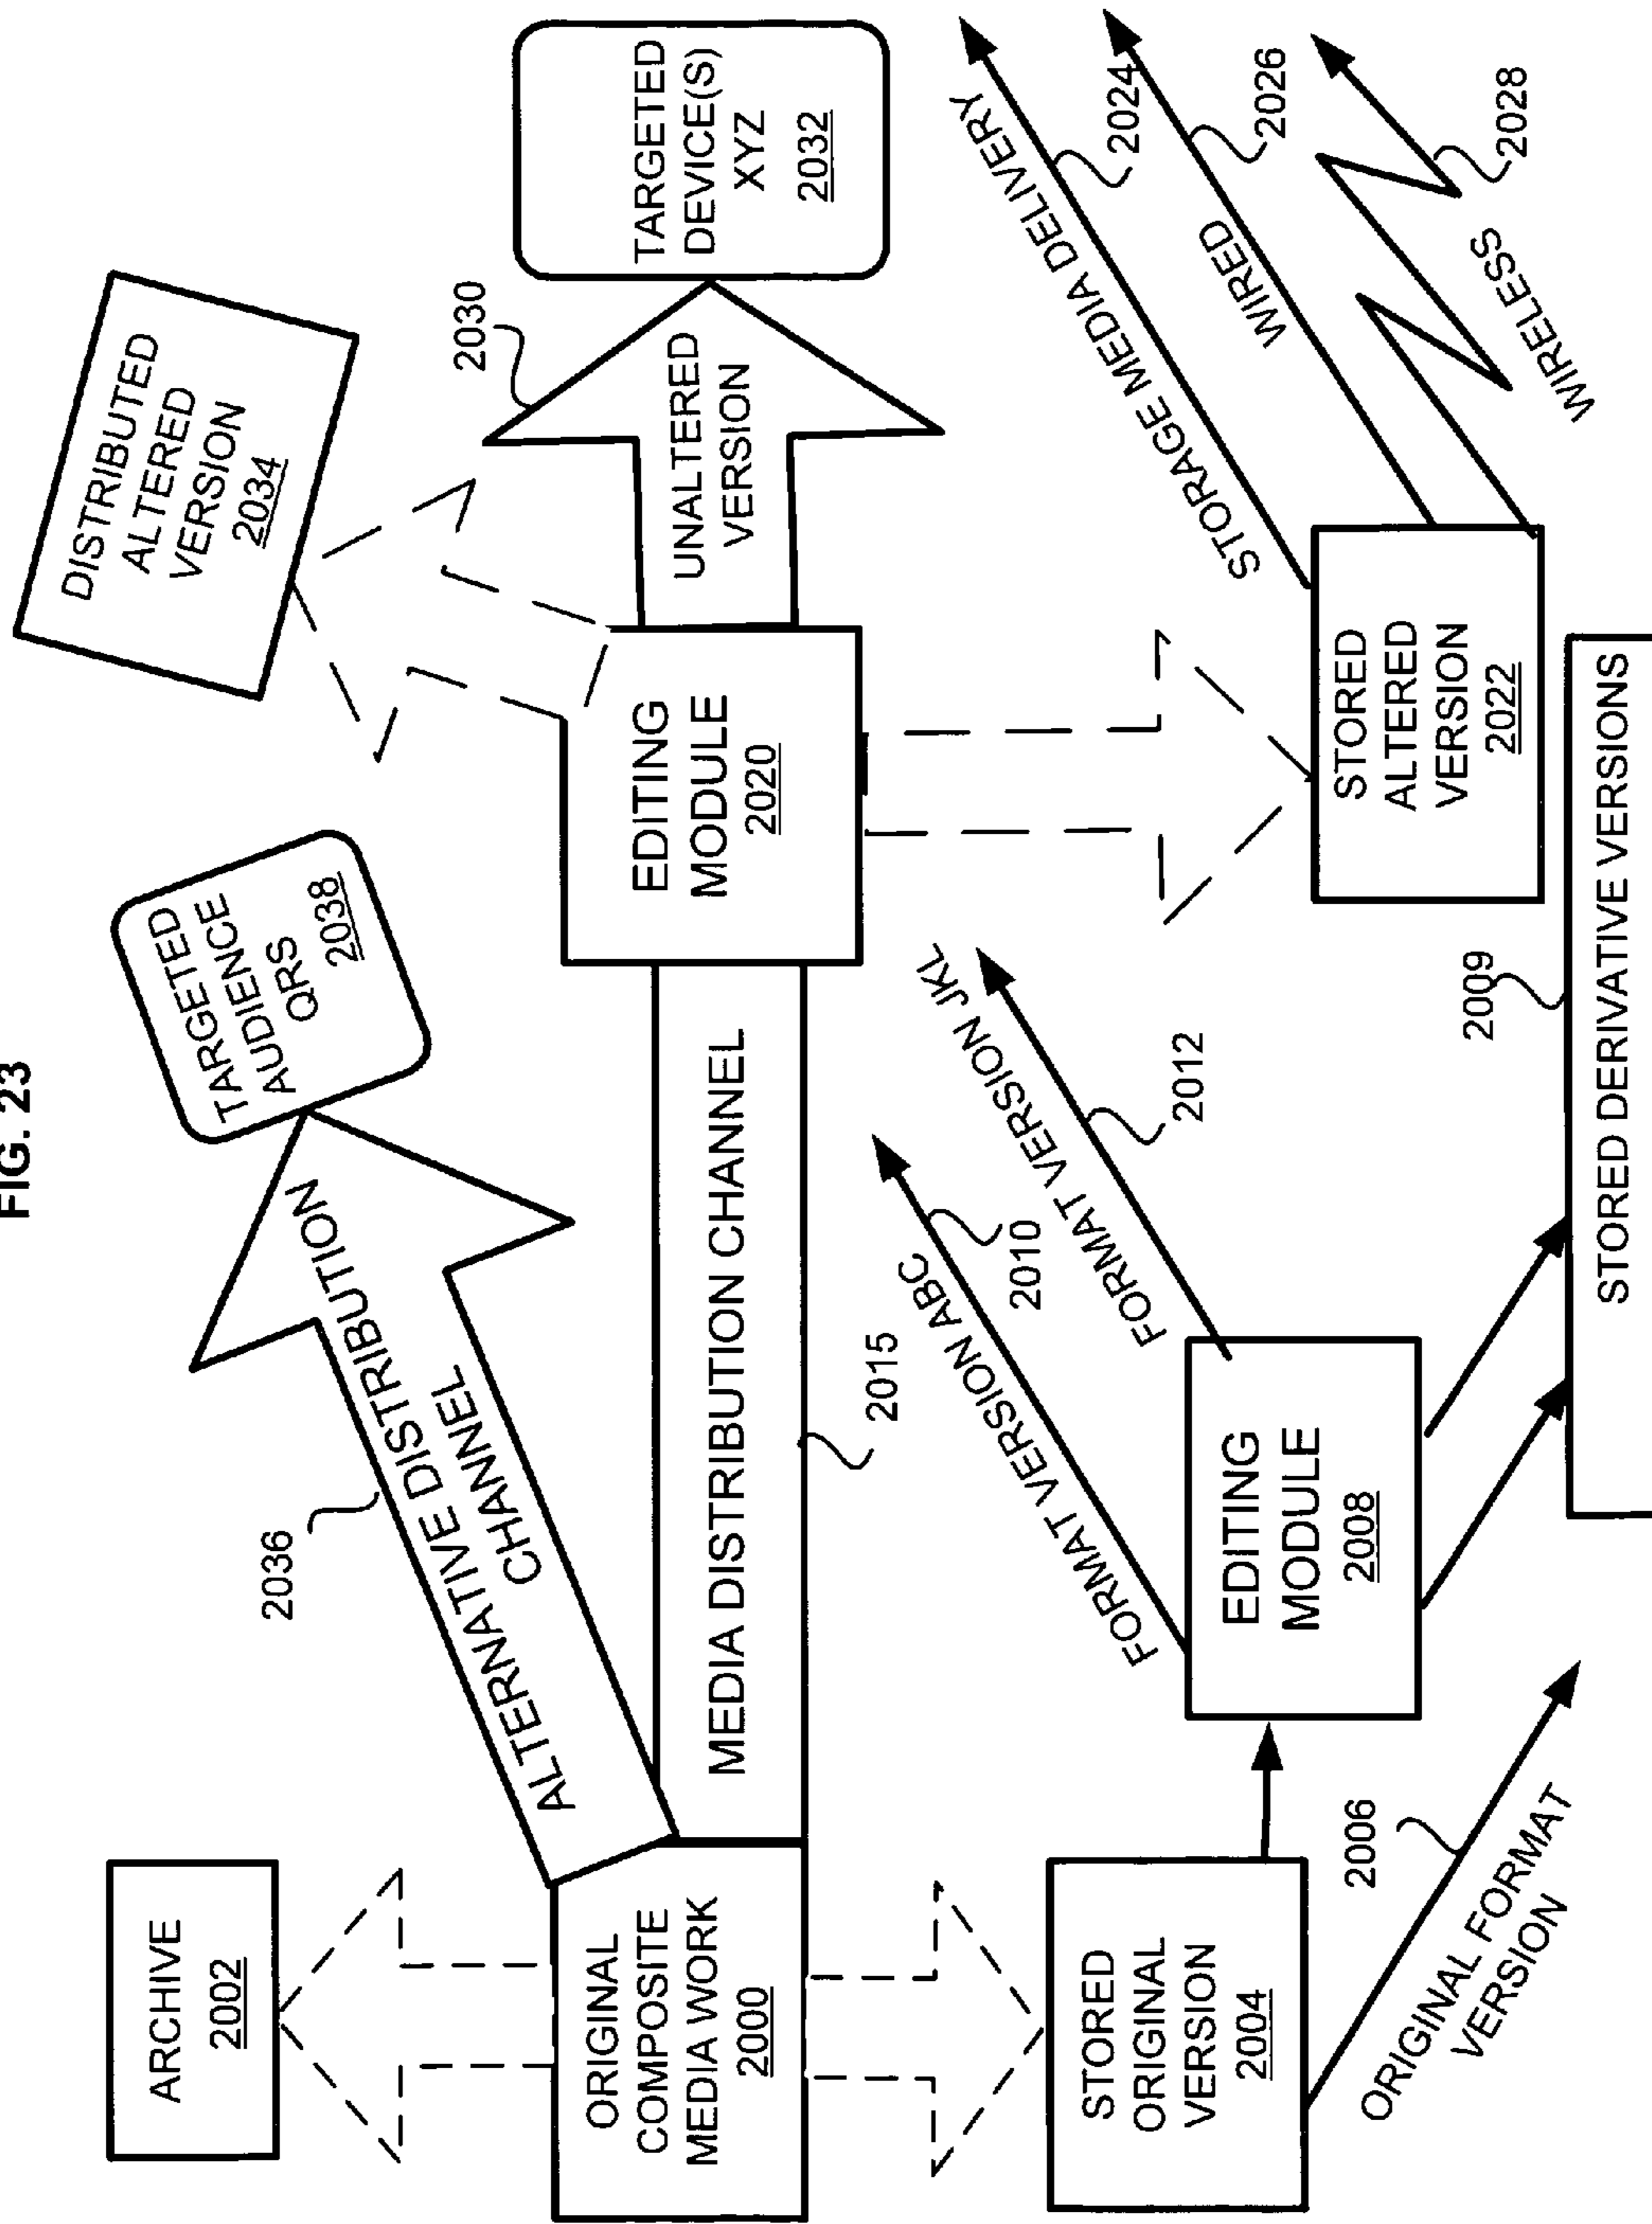 FIG. 23
ARCHIVE
2002
ORIGINAL
COMPOSITE
MEDIA WORK
2000
STORED
ORIGINAL
VERSION
2004
2006
ORIGINAL FORMAT
VERSION
2036
ALTERNATIVE DISTRIBUTION
CHANNEL
TARGETED
AUDIENCE
QRS
2038
MEDIA DISTRIBUTION CHANNEL
2015
EDITING
MODULE
2008
FORMAT VERSION ABC
2010
FORMAT VERSION JKL
2012
2009
STORED DERIVATIVE VERSIONS
EDITING
MODULE
2020
DISTRIBUTED
ALTERED
VERSION
2034
2030
UNALTERED
VERSION
TARGETED
DEVICE(S)
XYZ
2032
STORED
ALTERED
VERSION
2022
STORAGE MEDIA DELIVERY
2024
WIRED
2026
WIRELESS
2028